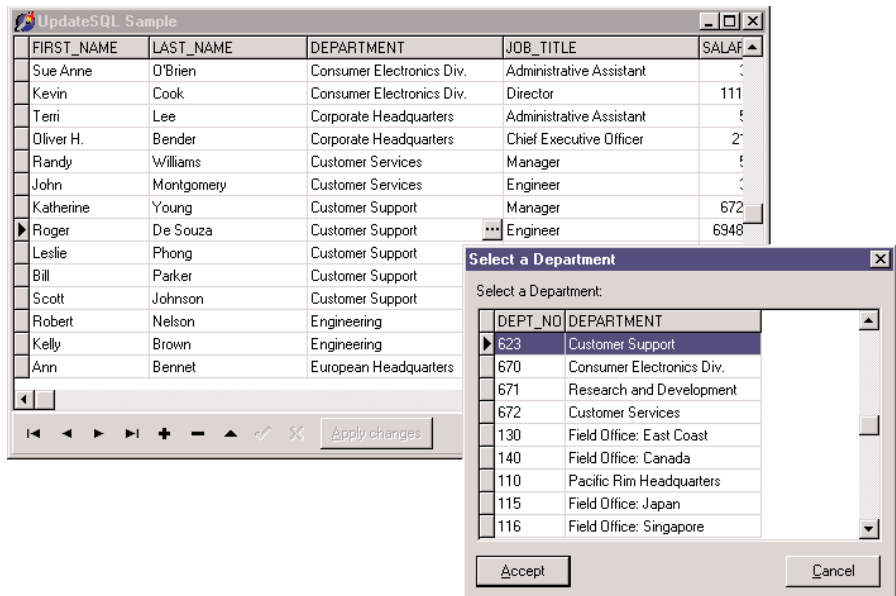 UpdateSQL Sample
FIRST_NAME LAST_NAME DEPARTMENT JOB_TITLE SALAR
Sue Anne O'Brien Consumer Electronics Div. Administrative Assistant
Kevin Cook Consumer Electronics Div. Director 111
Terri Lee Corporate Headquarters Administrative Assistant
Oliver H. Bender Corporate Headquarters Chief Executive Officer
Randy Williams Customer Services Manager
John Montgomery Customer Services Engineer
Katherine Young Customer Support Manager 672
Roger De Souza Customer Support ... Engineer 6948
Leslie Phong Customer Support
Bill Parker Customer Support
Scott Johnson Customer Support
Robert Nelson Engineering
Kelly Brown Engineering
Ann Bennet European Headquarters
Apply changes
Select a Department
Select a Department:
DEPT_NO DEPARTMENT
623 Customer Support
670 Consumer Electronics Div.
671 Research and Development
672 Customer Services
130 Field Office: East Coast
140 Field Office: Canada
110 Pacific Rim Headquarters
115 Field Office: Japan
116 Field Office: Singapore
Accept Cancel